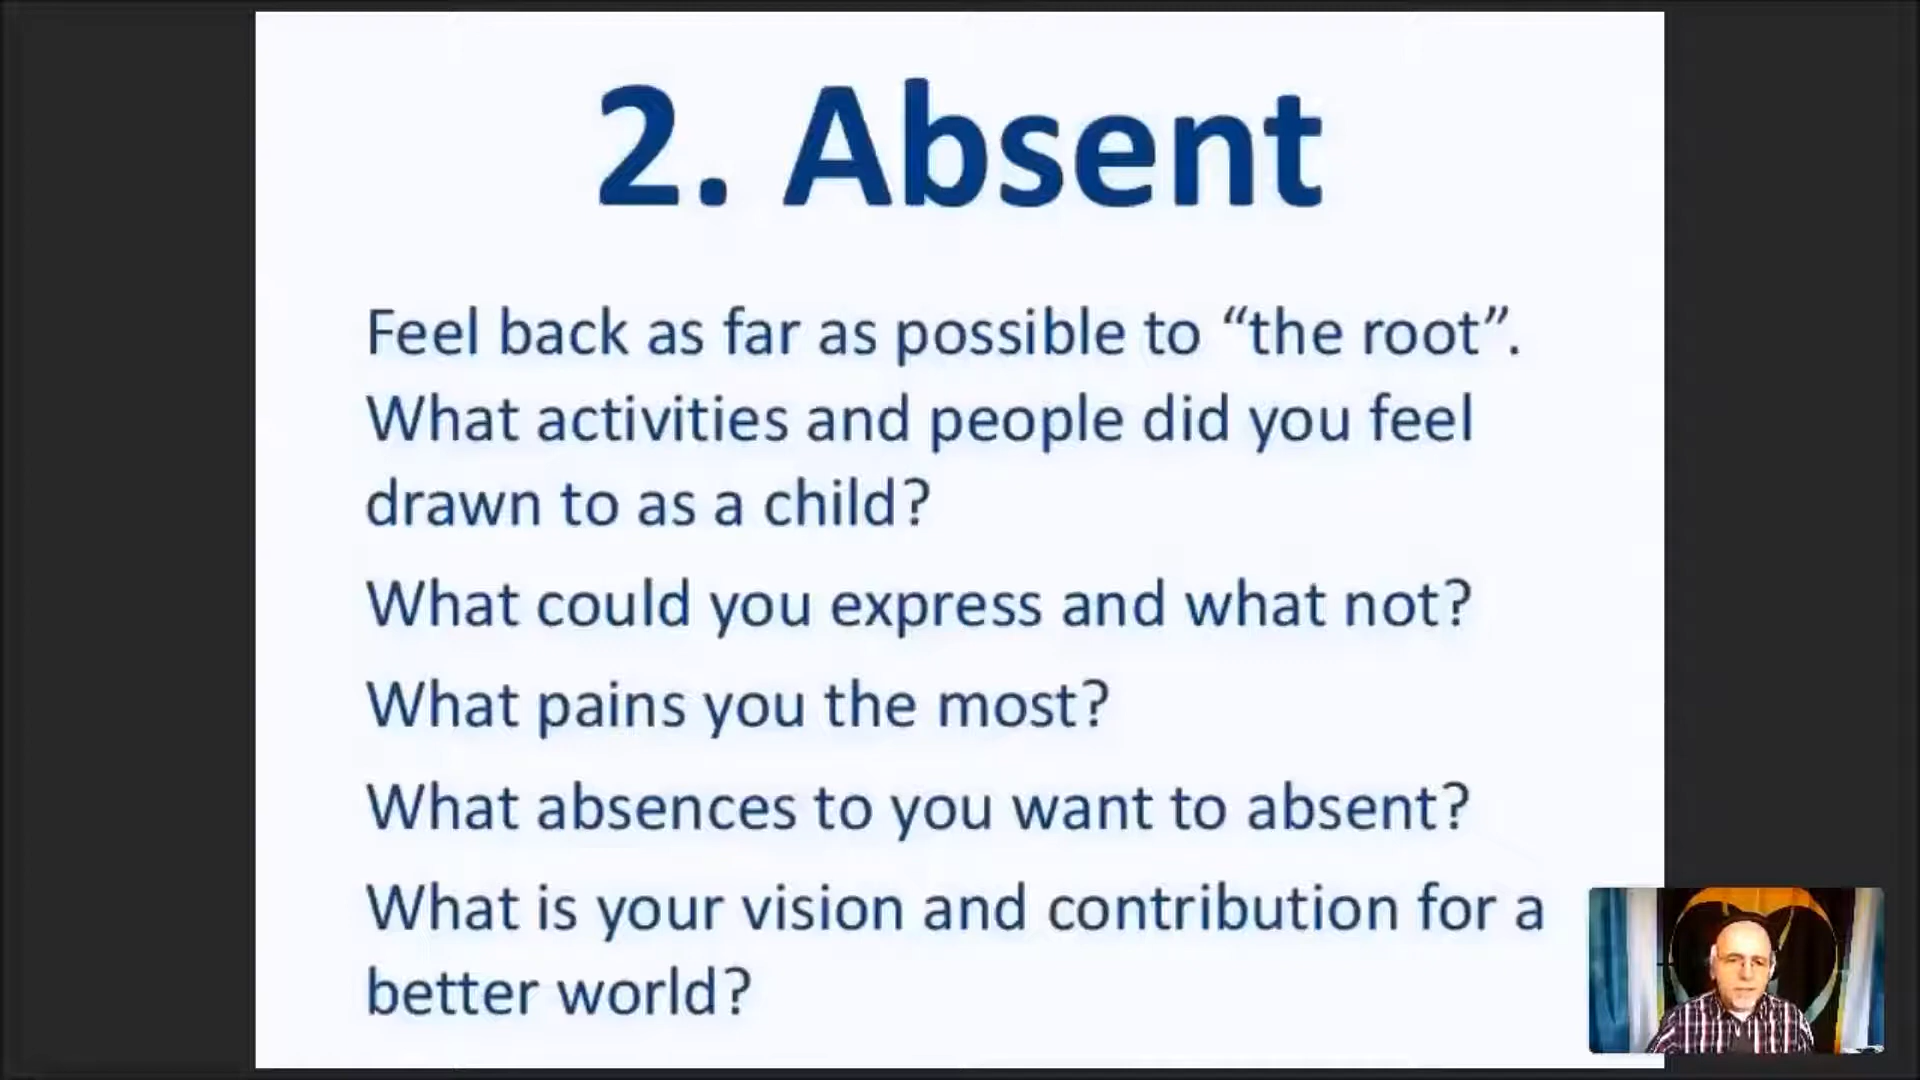 2. Absent
Feel back as far as possible to “the root”.
What activities and people did you feel
drawn to as a child?
What could you express and what not?
What pains you the most?
What absences to you want to absent?
What is your vision and contribution for a
better world?